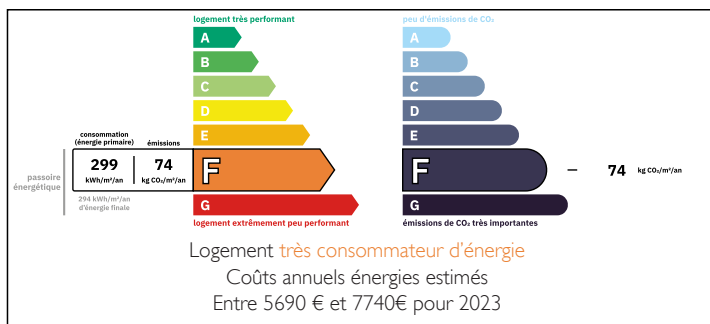 logement très performant
A
B
C
D
E
consommation
(énergie primaire)
émissions
299
kWh/m²/an
74
kg CO₂/m²/an
F
passoire
énergétique
294 kWh/m²/an
d'énergie finale
G
logement extrêmement peu performant
peu d'émissions de CO₂
A
B
C
D
E
F
74 kg CO₂/m²/an
G
émissions de CO₂ très importantes
Logement très consommateur d'énergie
Coûts annuels énergies estimés
Entre 5690 € et 7740€ pour 2023